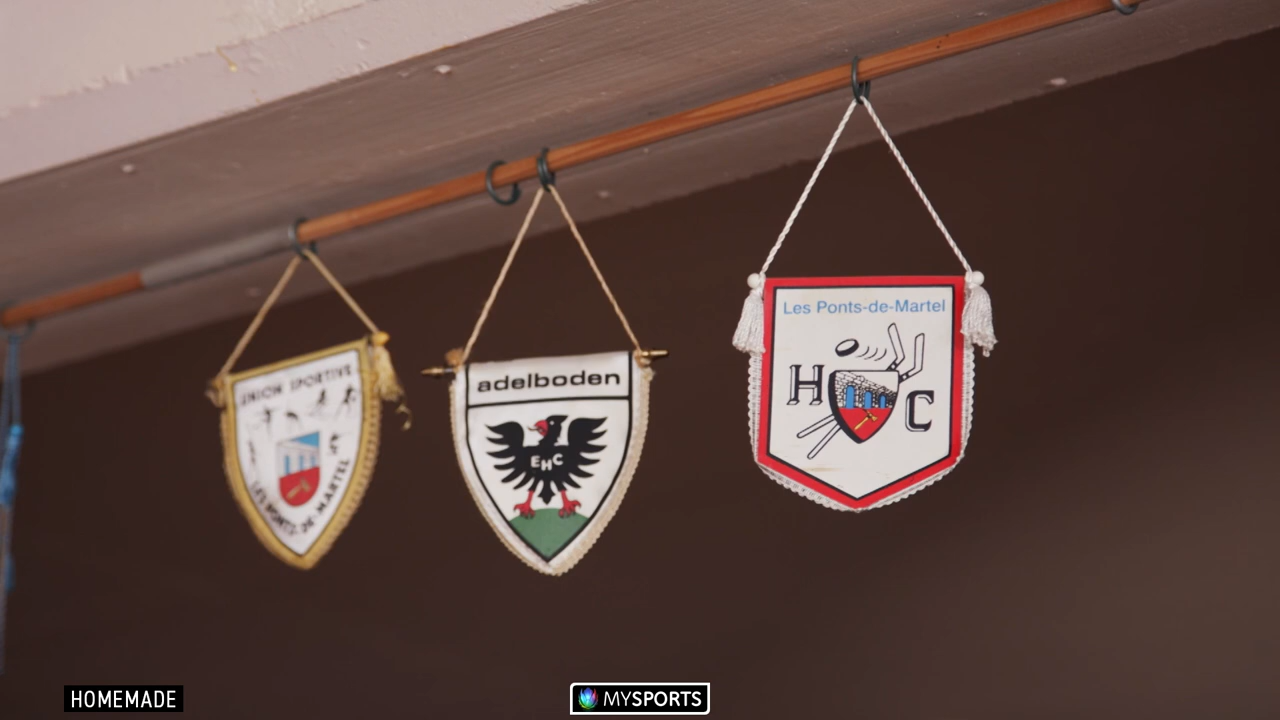 UNION SPORTIVE
LES PONTS-DE-MARTEL
adelboden
EHC
Les Ponts-de-Martel
H C
HOMEMADE
MYSPORTS